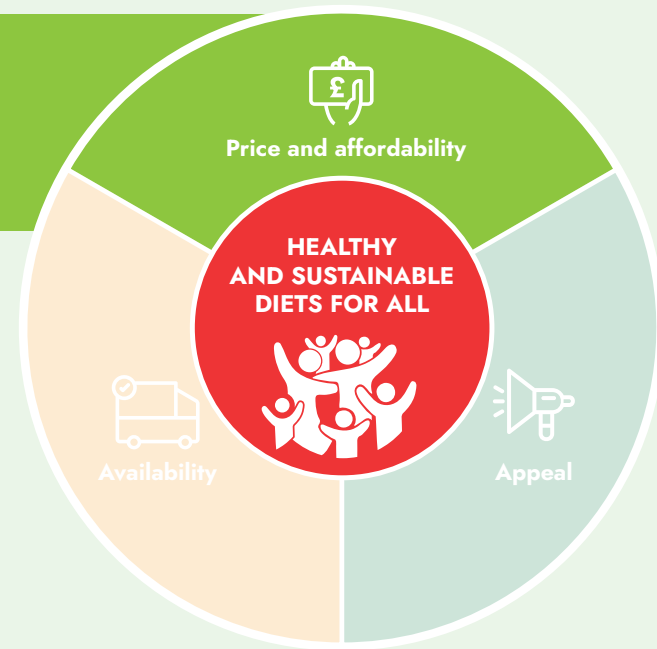 £
Price and affordability
HEALTHY
AND SUSTAINABLE
DIETS FOR ALL
Availability
Appeal